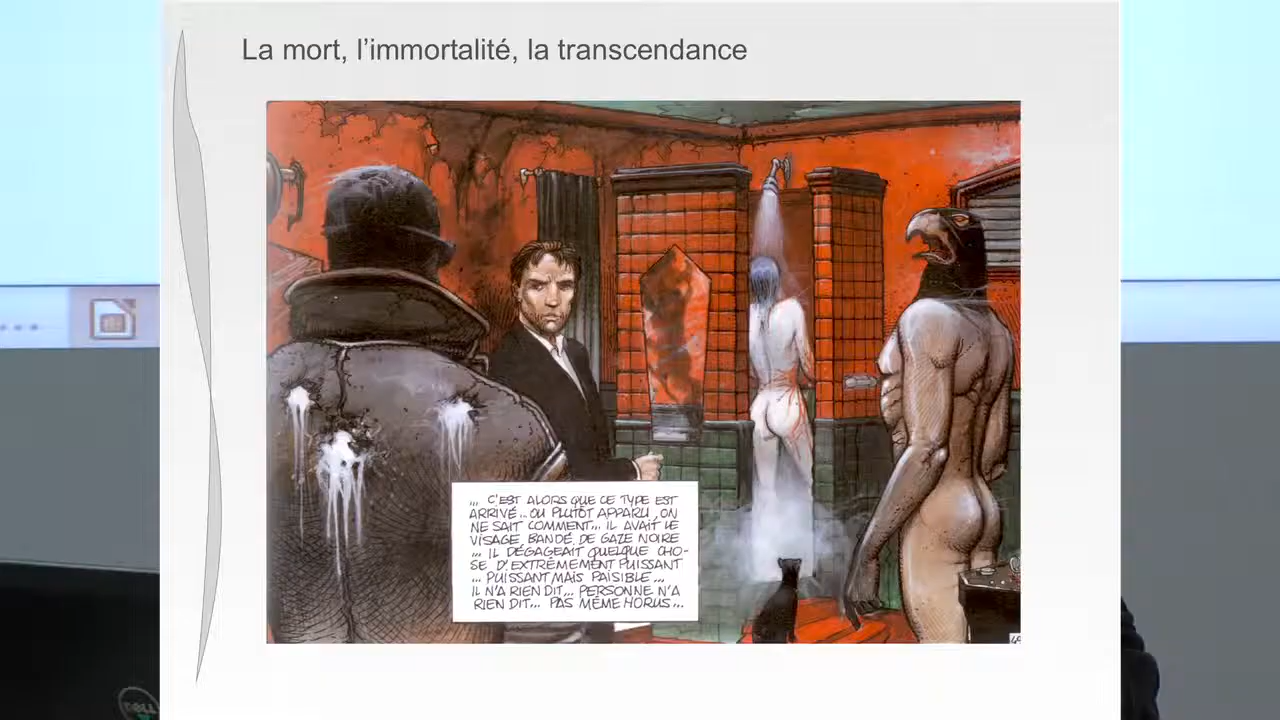 La mort, l’immortalité, la transcendance
... C'EST ALORS QUE CE TYPE EST
ARRIVÉ... OU PLUTÔT APPARU, ON
NE SAIT COMMENT... IL AVAIT LE
VISAGE BANDÉ DE GAZE NOIRE
... IL DÉGAGEAIT QUELQUE CHO-
SE D'EXTRÊMEMENT PUISSANT
... PUISSANT MAIS PAISIBLE...
IL N'A RIEN DIT... PERSONNE N'A
RIEN DIT... PAS MÊME HORUS...
DELL